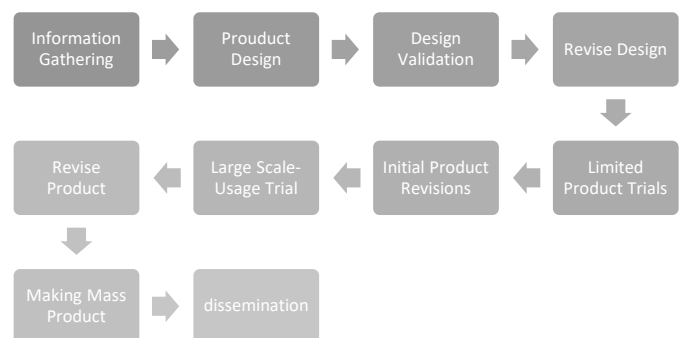 Information
Gathering
Prouduct
Design
Design
Validation
Revise Design
Limited
Product Trials
Initial Product
Revisions
Large Scale-
Usage Trial
Revise
Product
Making Mass
Product
dissemination